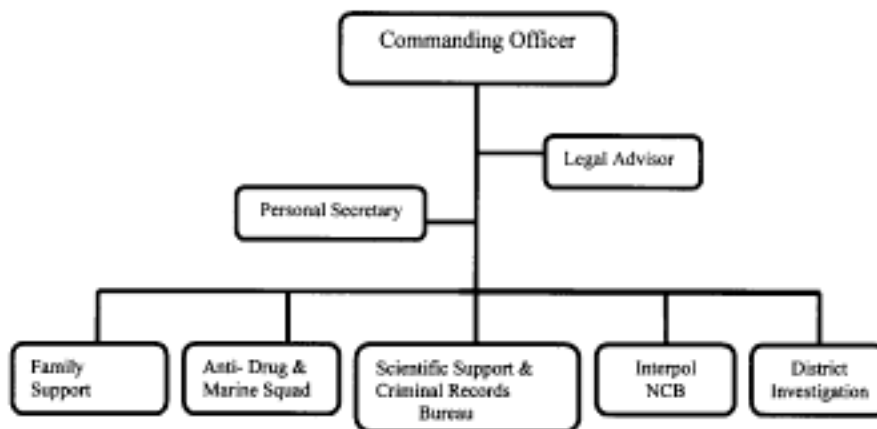 Commanding Officer
Legal Advisor
Personal Secretary
Family
Support
Anti- Drug &
Marine Squad
Scientific Support &
Criminal Records
Bureau
Interpol
NCB
District
Investigation